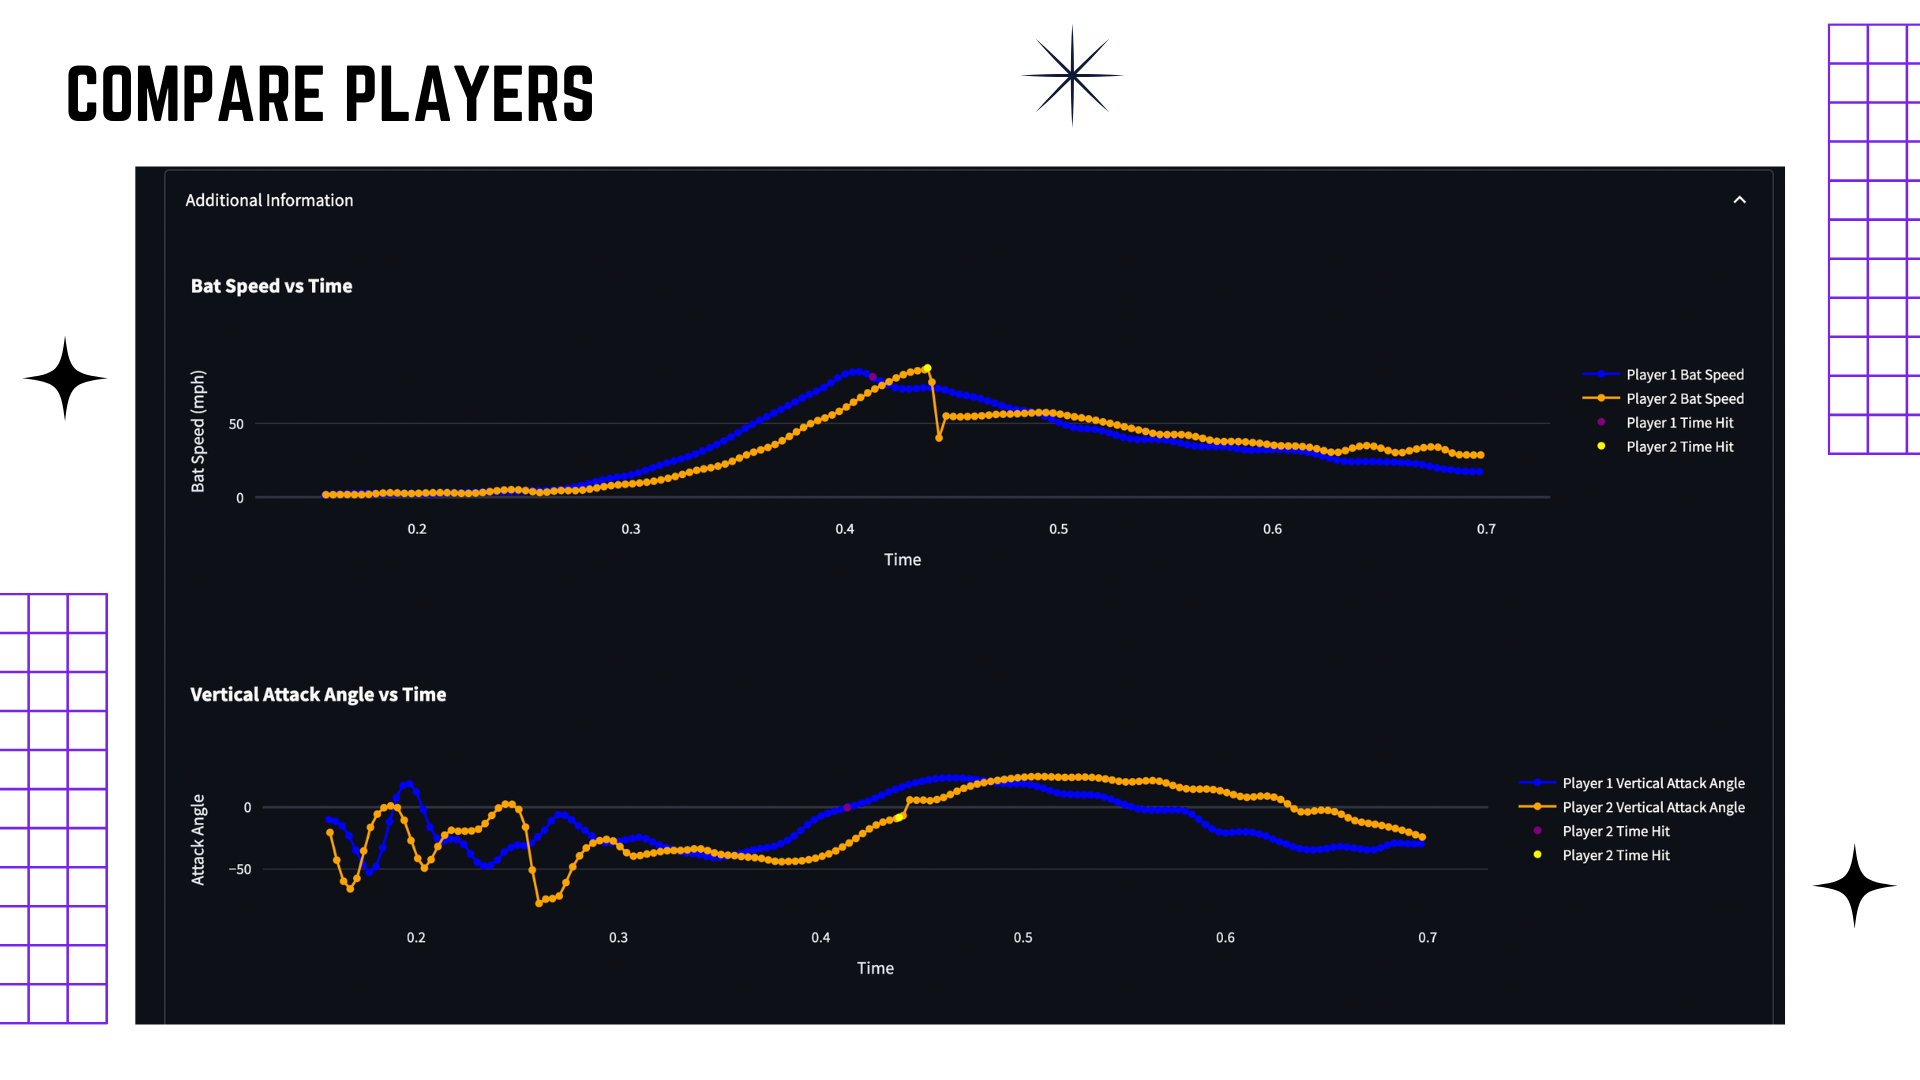 COMPARE PLAYERS
Additional Information
Bat Speed vs Time
Bat Speed (mph)
50
0
0.2 0.3 0.4 0.5 0.6 0.7
Time
Player 1 Bat Speed
Player 2 Bat Speed
Player 1 Time Hit
Player 2 Time Hit
Vertical Attack Angle vs Time
Attack Angle
0
−50
0.2 0.3 0.4 0.5 0.6 0.7
Time
Player 1 Vertical Attack Angle
Player 2 Vertical Attack Angle
Player 2 Time Hit
Player 2 Time Hit